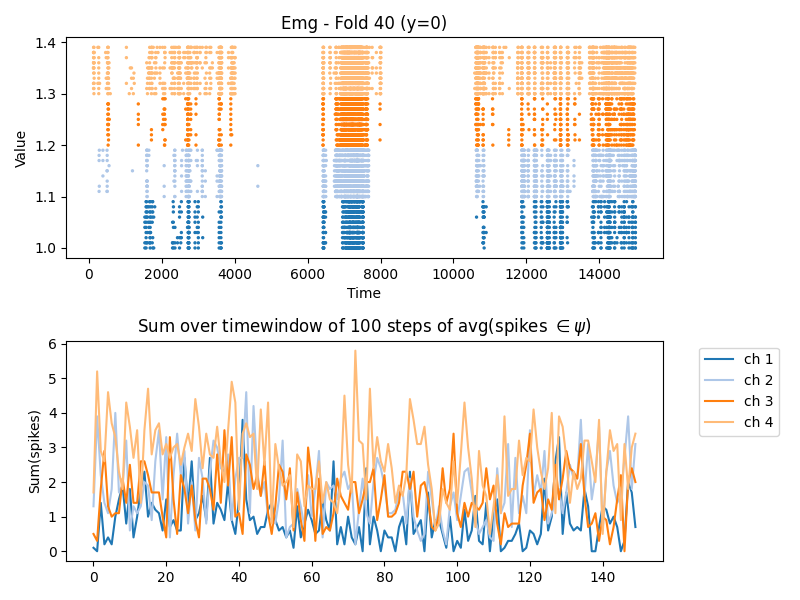 Emg - Fold 40 (y=0)
1.4
1.3
1.2
1.1
1.0
Value
0 2000 4000 6000 8000 10000 12000 14000
Time
Sum over timewindow of 100 steps of avg(spikes ∈ ψ)
6
5
4
3
2
1
0
Sum(spikes)
0 20 40 60 80 100 120 140
ch 1
ch 2
ch 3
ch 4